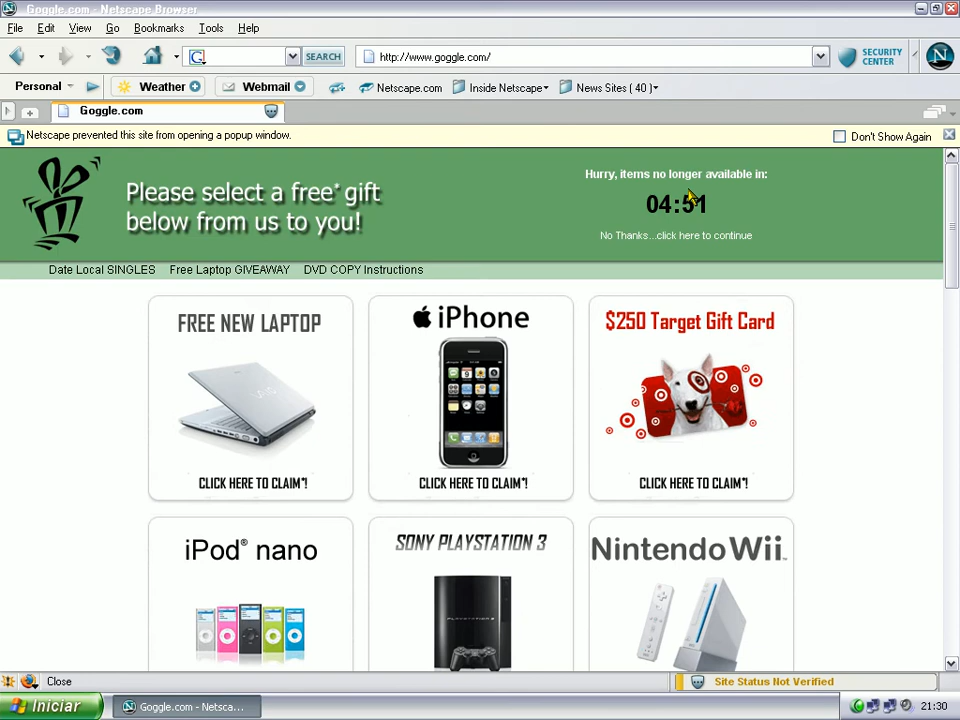 Goggle.com - Netscape Browser
File Edit View Go Bookmarks Tools Help
SEARCH http://www.goggle.com/ SECURITY CENTER
Personal Weather Webmail Netscape.com Inside Netscape News Sites ( 40 )
Goggle.com
Netscape prevented this site from opening a popup window. Don't Show Again
Please select a free* gift
below from us to you!
Hurry, items no longer available in:
04:51
No Thanks...click here to continue
Date Local SINGLES Free Laptop GIVEAWAY DVD COPY Instructions
FREE NEW LAPTOP
CLICK HERE TO CLAIM*!
iPhone
CLICK HERE TO CLAIM*!
$250 Target Gift Card
CLICK HERE TO CLAIM*!
iPod® nano
SONY PLAYSTATION 3
Nintendo Wii™
Close Site Status Not Verified
Iniciar Goggle.com - Netsca... 21:30